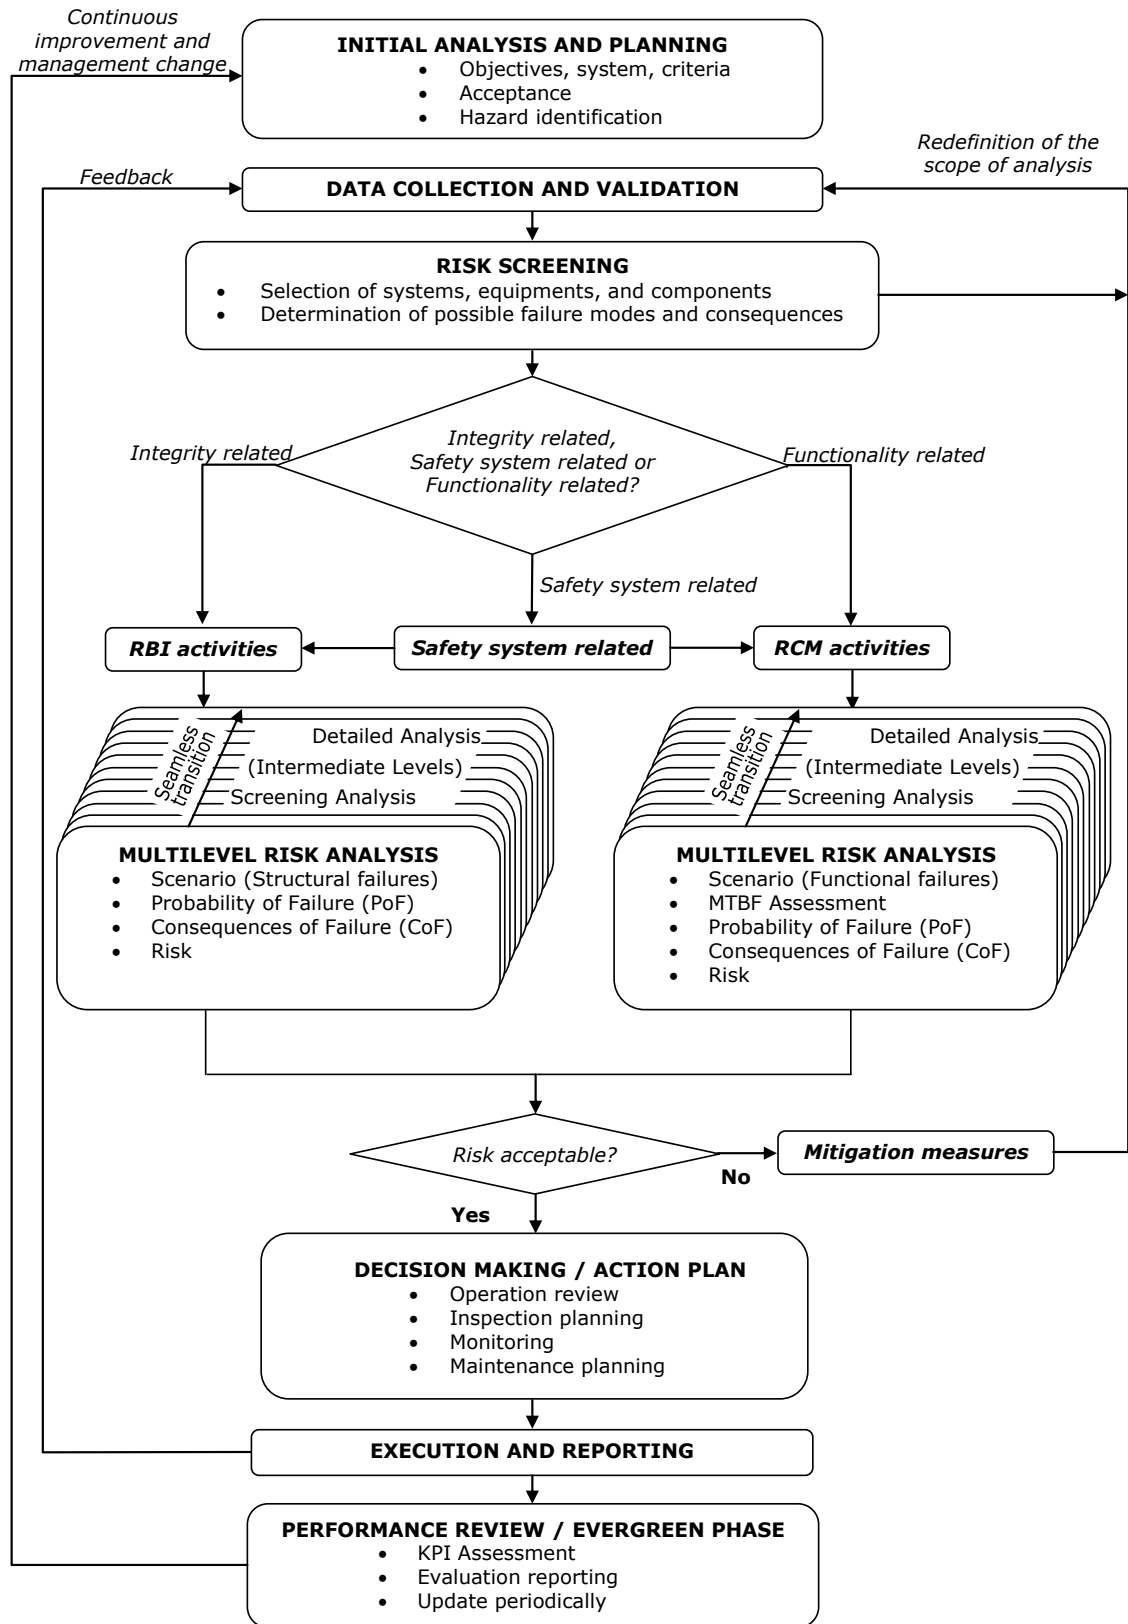 Continuous
improvement and
management change
INITIAL ANALYSIS AND PLANNING
• Objectives, system, criteria
• Acceptance
• Hazard identification
Redefinition of the
scope of analysis
Feedback
DATA COLLECTION AND VALIDATION
RISK SCREENING
• Selection of systems, equipments, and components
• Determination of possible failure modes and consequences
Integrity related
Integrity related,
Safety system related or
Functionality related?
Functionality related
Safety system related
RBI activities
Safety system related
RCM activities
Seamless
transition
Detailed Analysis
(Intermediate Levels)
Screening Analysis
MULTILEVEL RISK ANALYSIS
• Scenario (Structural failures)
• Probability of Failure (PoF)
• Consequences of Failure (CoF)
• Risk
Seamless
transition
Detailed Analysis
(Intermediate Levels)
Screening Analysis
MULTILEVEL RISK ANALYSIS
• Scenario (Functional failures)
• MTBF Assessment
• Probability of Failure (PoF)
• Consequences of Failure (CoF)
• Risk
Risk acceptable?
No
Mitigation measures
Yes
DECISION MAKING / ACTION PLAN
• Operation review
• Inspection planning
• Monitoring
• Maintenance planning
EXECUTION AND REPORTING
PERFORMANCE REVIEW / EVERGREEN PHASE
• KPI Assessment
• Evaluation reporting
• Update periodically